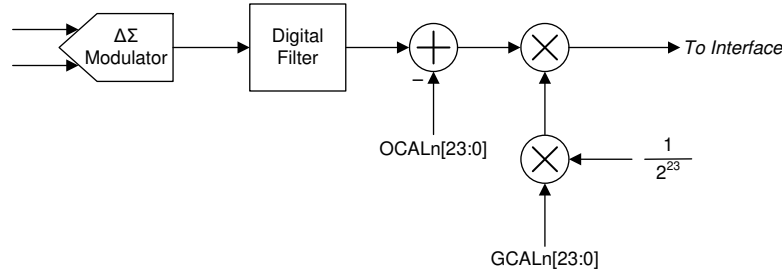 ΔΣ
Modulator
Digital
Filter
To Interface
–
OCALn[23:0]
1
2²³
GCALn[23:0]